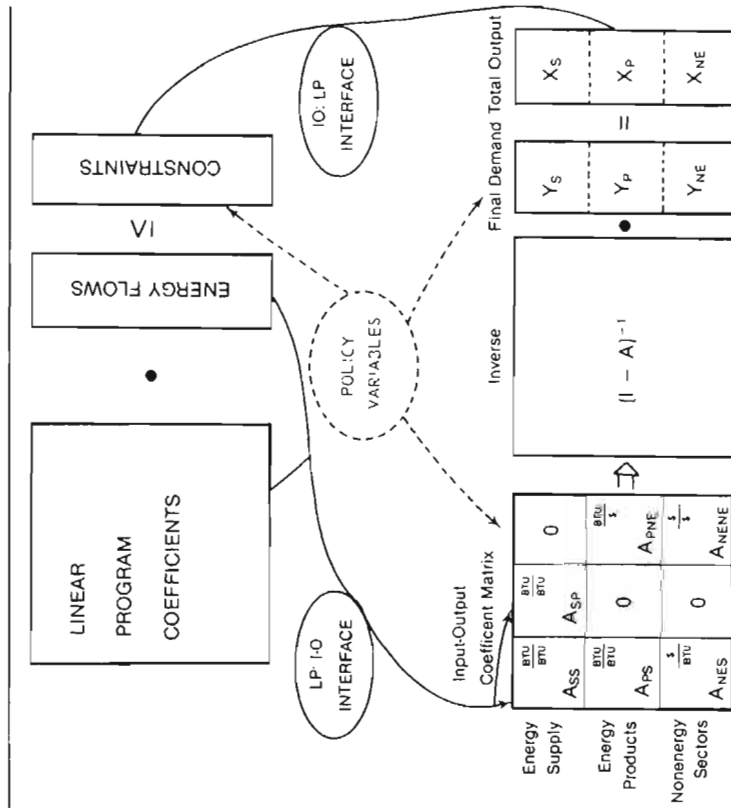 LINEAR
PROGRAM
COEFFICIENTS
•
ENERGY FLOWS
≤
CONSTRAINTS
LP: I-O
INTERFACE
POLICY
VARIABLES
IO: LP
INTERFACE
Input-Output
Coefficent Matrix
Inverse
Final Demand
Total Output
Energy
Supply
BTU
BTU
A_SS
BTU
BTU
A_SP
0
Energy
Products
BTU
BTU
A_PS
0
BTU
$
A_PNE
Nonenergy
Sectors
$
BTU
A_NES
0
$
$
A_NENE
(I − A)⁻¹
•
Y_S
Y_P
Y_NE
=
X_S
X_P
X_NE